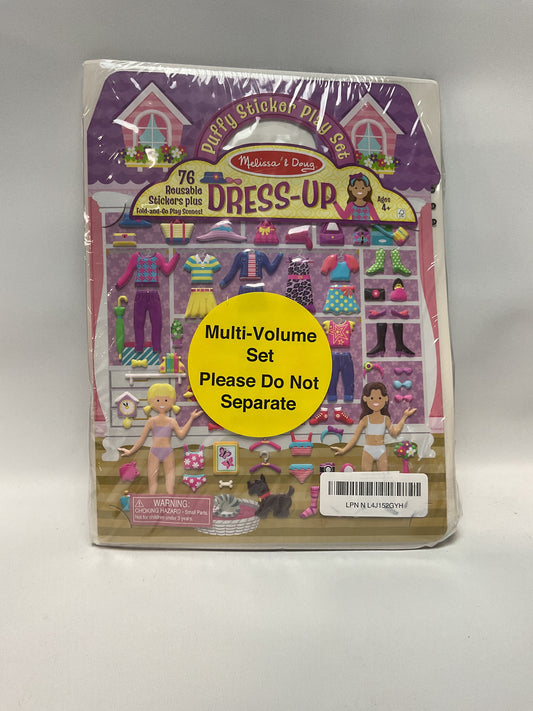 Puffy Sticker Play Set
Melissa & Doug
76
Reusable
Stickers plus
Fold-and-Go Play Scenes!
DRESS-UP
Ages
4+
Multi-Volume
Set
Please Do Not
Separate
WARNING:
CHOKING HAZARD - Small Parts
Not for children under 3 years.
LPN N L4J152GYH